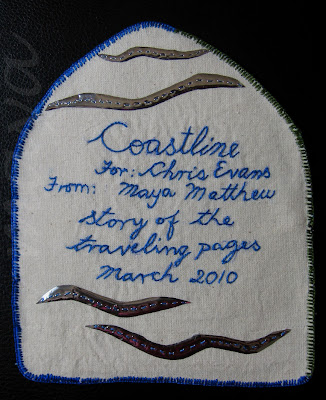 Coastline
For: Chris Evans
From: Maya Matthew
story of the
traveling pages
March 2010